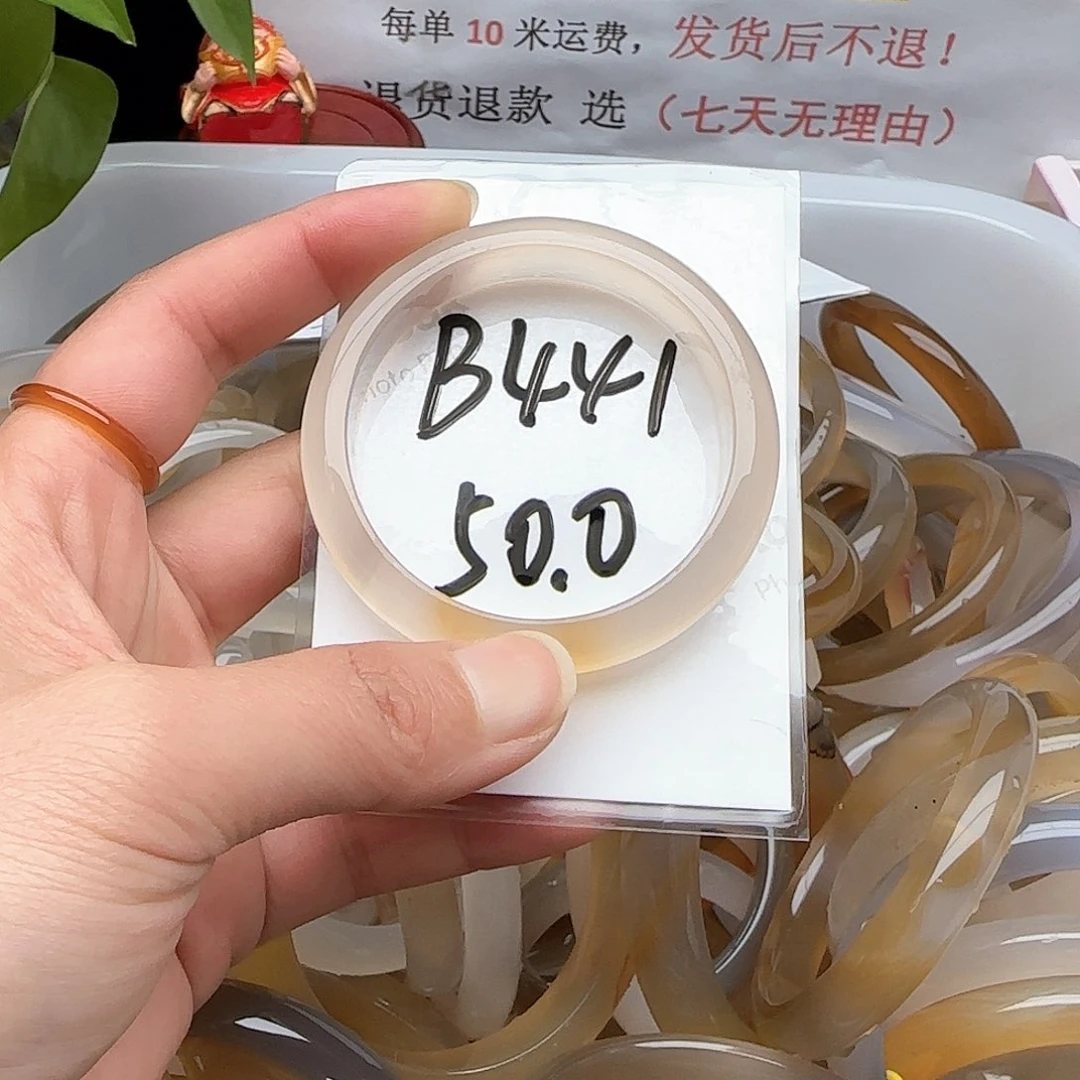 每单 10 米运费，发货后不退！
退货退款 选（七天无理由）
B441
50.0